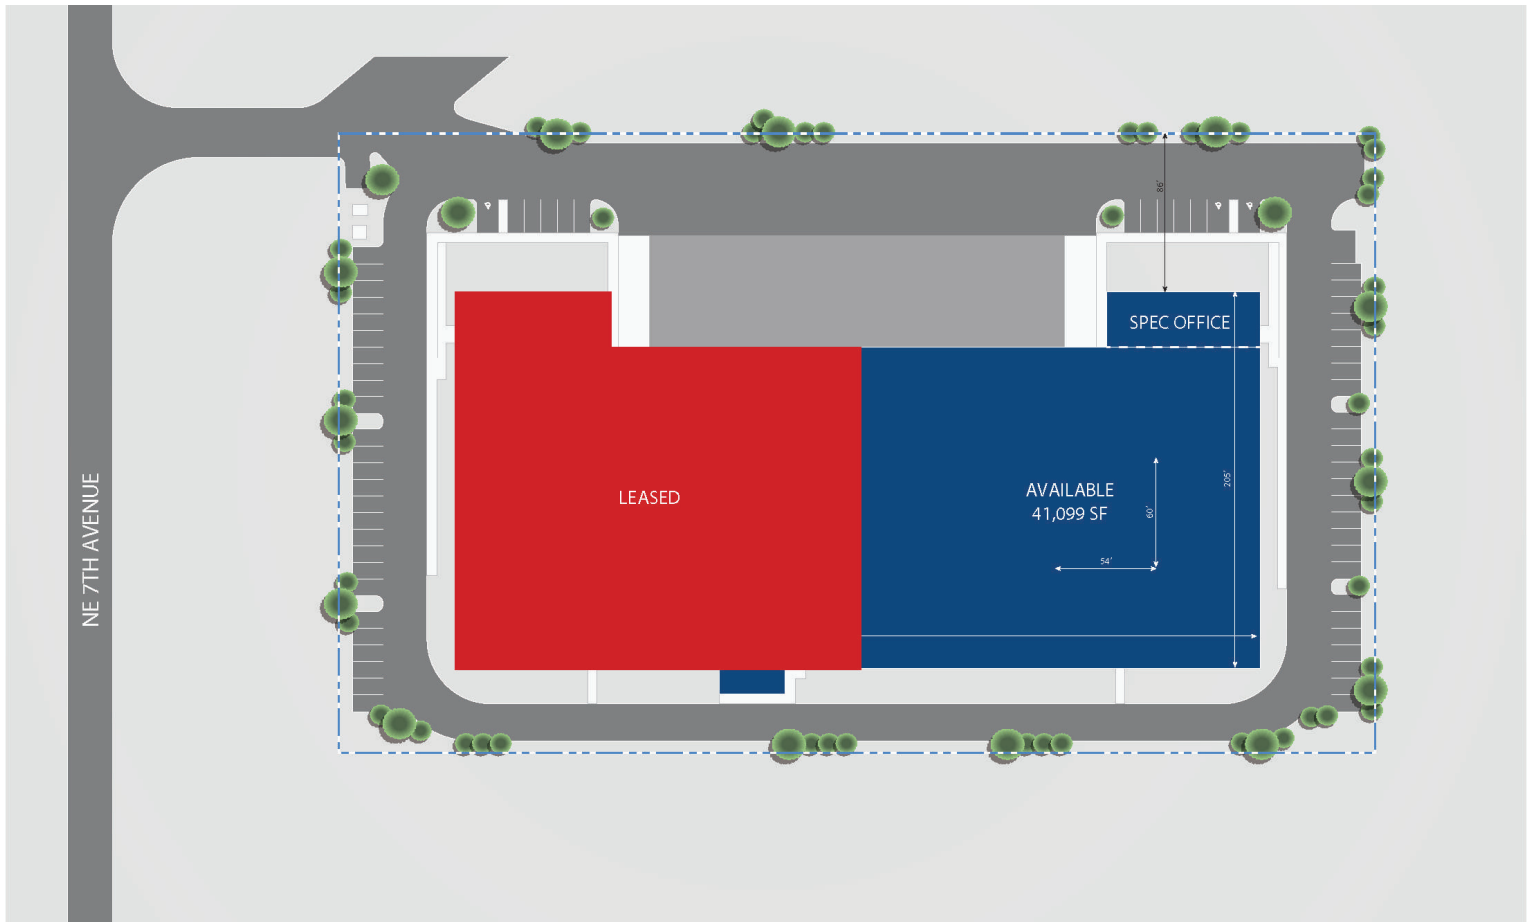 86'
SPEC OFFICE
NE 7TH AVENUE
LEASED
AVAILABLE
41,099 SF
205'
60'
54'